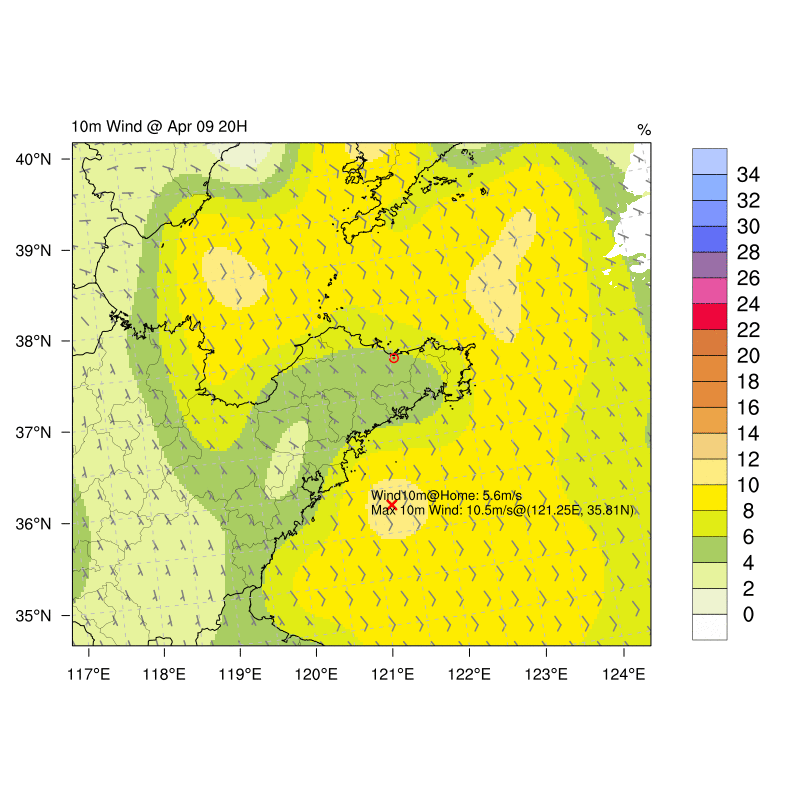 10m Wind @ Apr 09 20H
%
40°N
39°N
38°N
37°N
36°N
35°N
117°E 118°E 119°E 120°E 121°E 122°E 123°E 124°E
Wind10m@Home: 5.6m/s
Max 10m Wind: 10.5m/s@(121.25E, 35.81N)
34
32
30
28
26
24
22
20
18
16
14
12
10
8
6
4
2
0